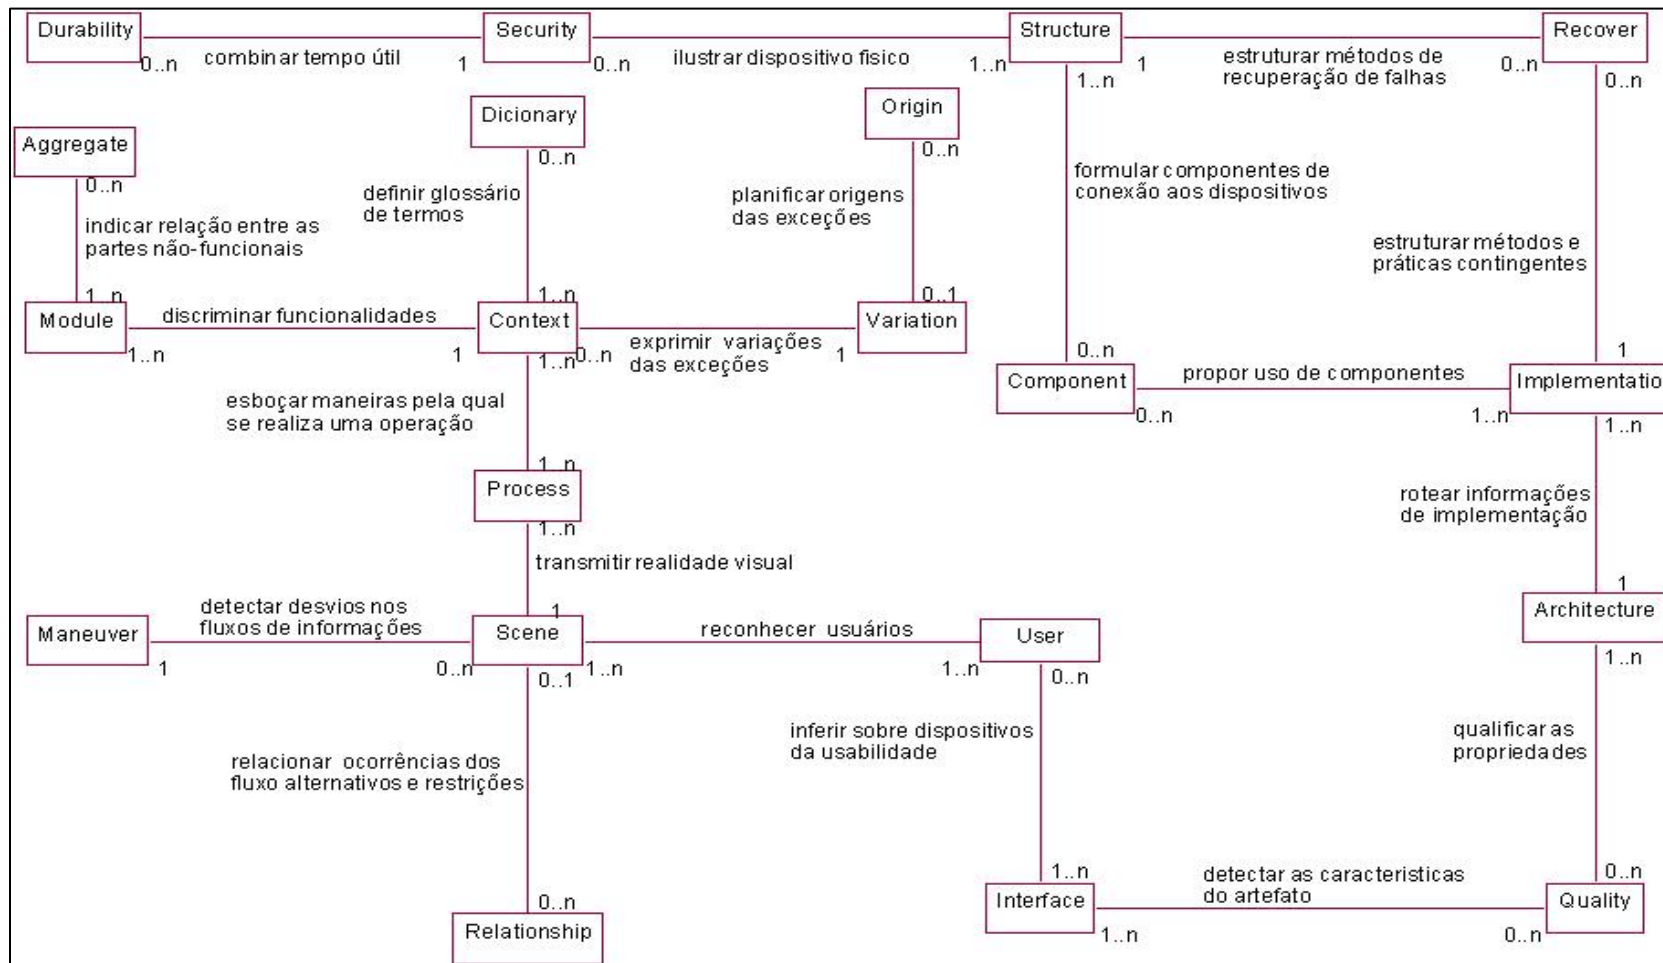 Durability
Security
Structure
Recover
0..n
combinar tempo útil
1
0..n
ilustrar dispositivo fisico
1..n
1
estruturar métodos de
recuperação de falhas
0..n
1..n
0..n
Aggregate
Dicionary
Origin
0..n
0..n
0..n
indicar relação entre as
partes não-funcionais
definir glossário
de termos
planificar origens
das exceções
formular componentes de
conexão aos dispositivos
estruturar métodos e
práticas contingentes
1..n
1..n
0..1
Module
discriminar funcionalidades
Context
Variation
1..n
1
1..n
0..n
exprimir variações
das exceções
1
0..n
1
Component
propor uso de componentes
Implementatio
0..n
1..n
1..n
esboçar maneiras pela qual
se realiza uma operação
1..n
Process
1..n
rotear informações
de implementação
transmitir realidade visual
1
1
Maneuver
detectar desvios nos
fluxos de informações
Scene
reconhecer usuários
User
Architecture
1
0..n
0..1
1..n
1..n
0..n
1..n
relacionar ocorrências dos
fluxo alternativos e restrições
inferir sobre dispositivos
da usabilidade
qualificar as
propriedades
0..n
1..n
0..n
Relationship
Interface
detectar as caracteristicas
do artefato
Quality
1..n
0..n